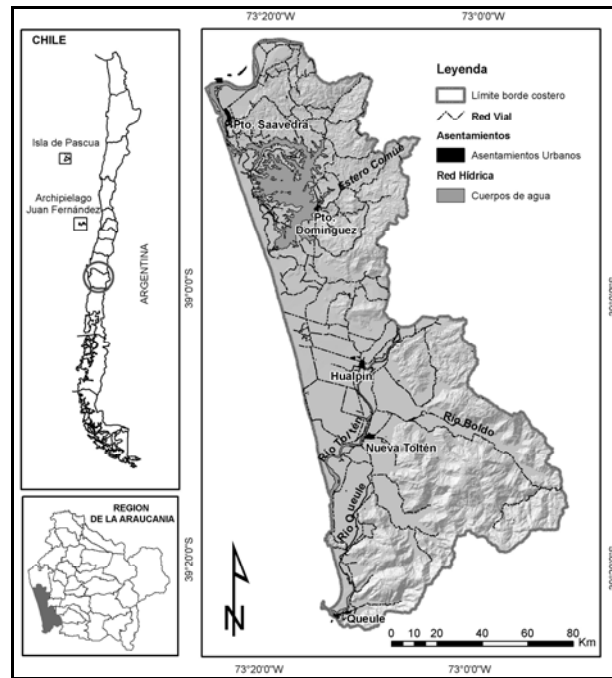 CHILE
Isla de Pascua
Archipielago
Juan Fernández
ARGENTINA
REGION
DE LA ARAUCANIA
73°20'0"W
73°0'0"W
39°0'0"S
39°20'0"S
Leyenda
Límite borde costero
Red Vial
Asentamientos
Asentamientos Urbanos
Red Hídrica
Cuerpos de agua
Pto. Saavedra
Estero Comúe
Pto.
Domínguez
Hualpin
Río Boldo
Río Toltén
Nueva Toltén
Río Queule
Queule
N
0
10
20
40
60
80
Km
73°20'0"W
73°0'0"W